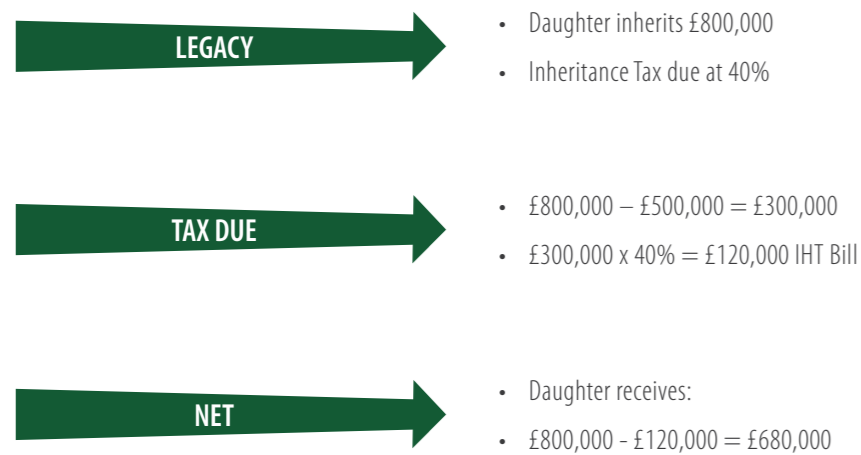 LEGACY
• Daughter inherits £800,000
• Inheritance Tax due at 40%
TAX DUE
• £800,000 – £500,000 = £300,000
• £300,000 x 40% = £120,000 IHT Bill
NET
• Daughter receives:
• £800,000 - £120,000 = £680,000